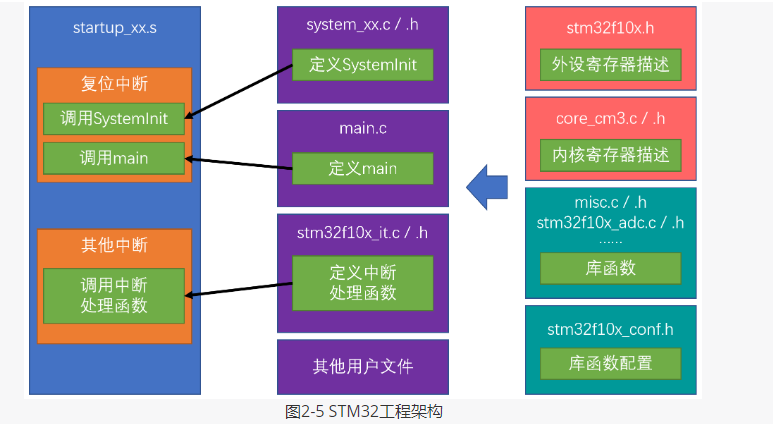 startup_xx.s
复位中断
调用SystemInit
调用main
其他中断
调用中断
处理函数
system_xx.c / .h
定义SystemInit
main.c
定义main
stm32f10x_it.c / .h
定义中断
处理函数
其他用户文件
stm32f10x.h
外设寄存器描述
core_cm3.c / .h
内核寄存器描述
misc.c / .h
stm32f10x_adc.c / .h
......
库函数
stm32f10x_conf.h
库函数配置
图2-5 STM32工程架构